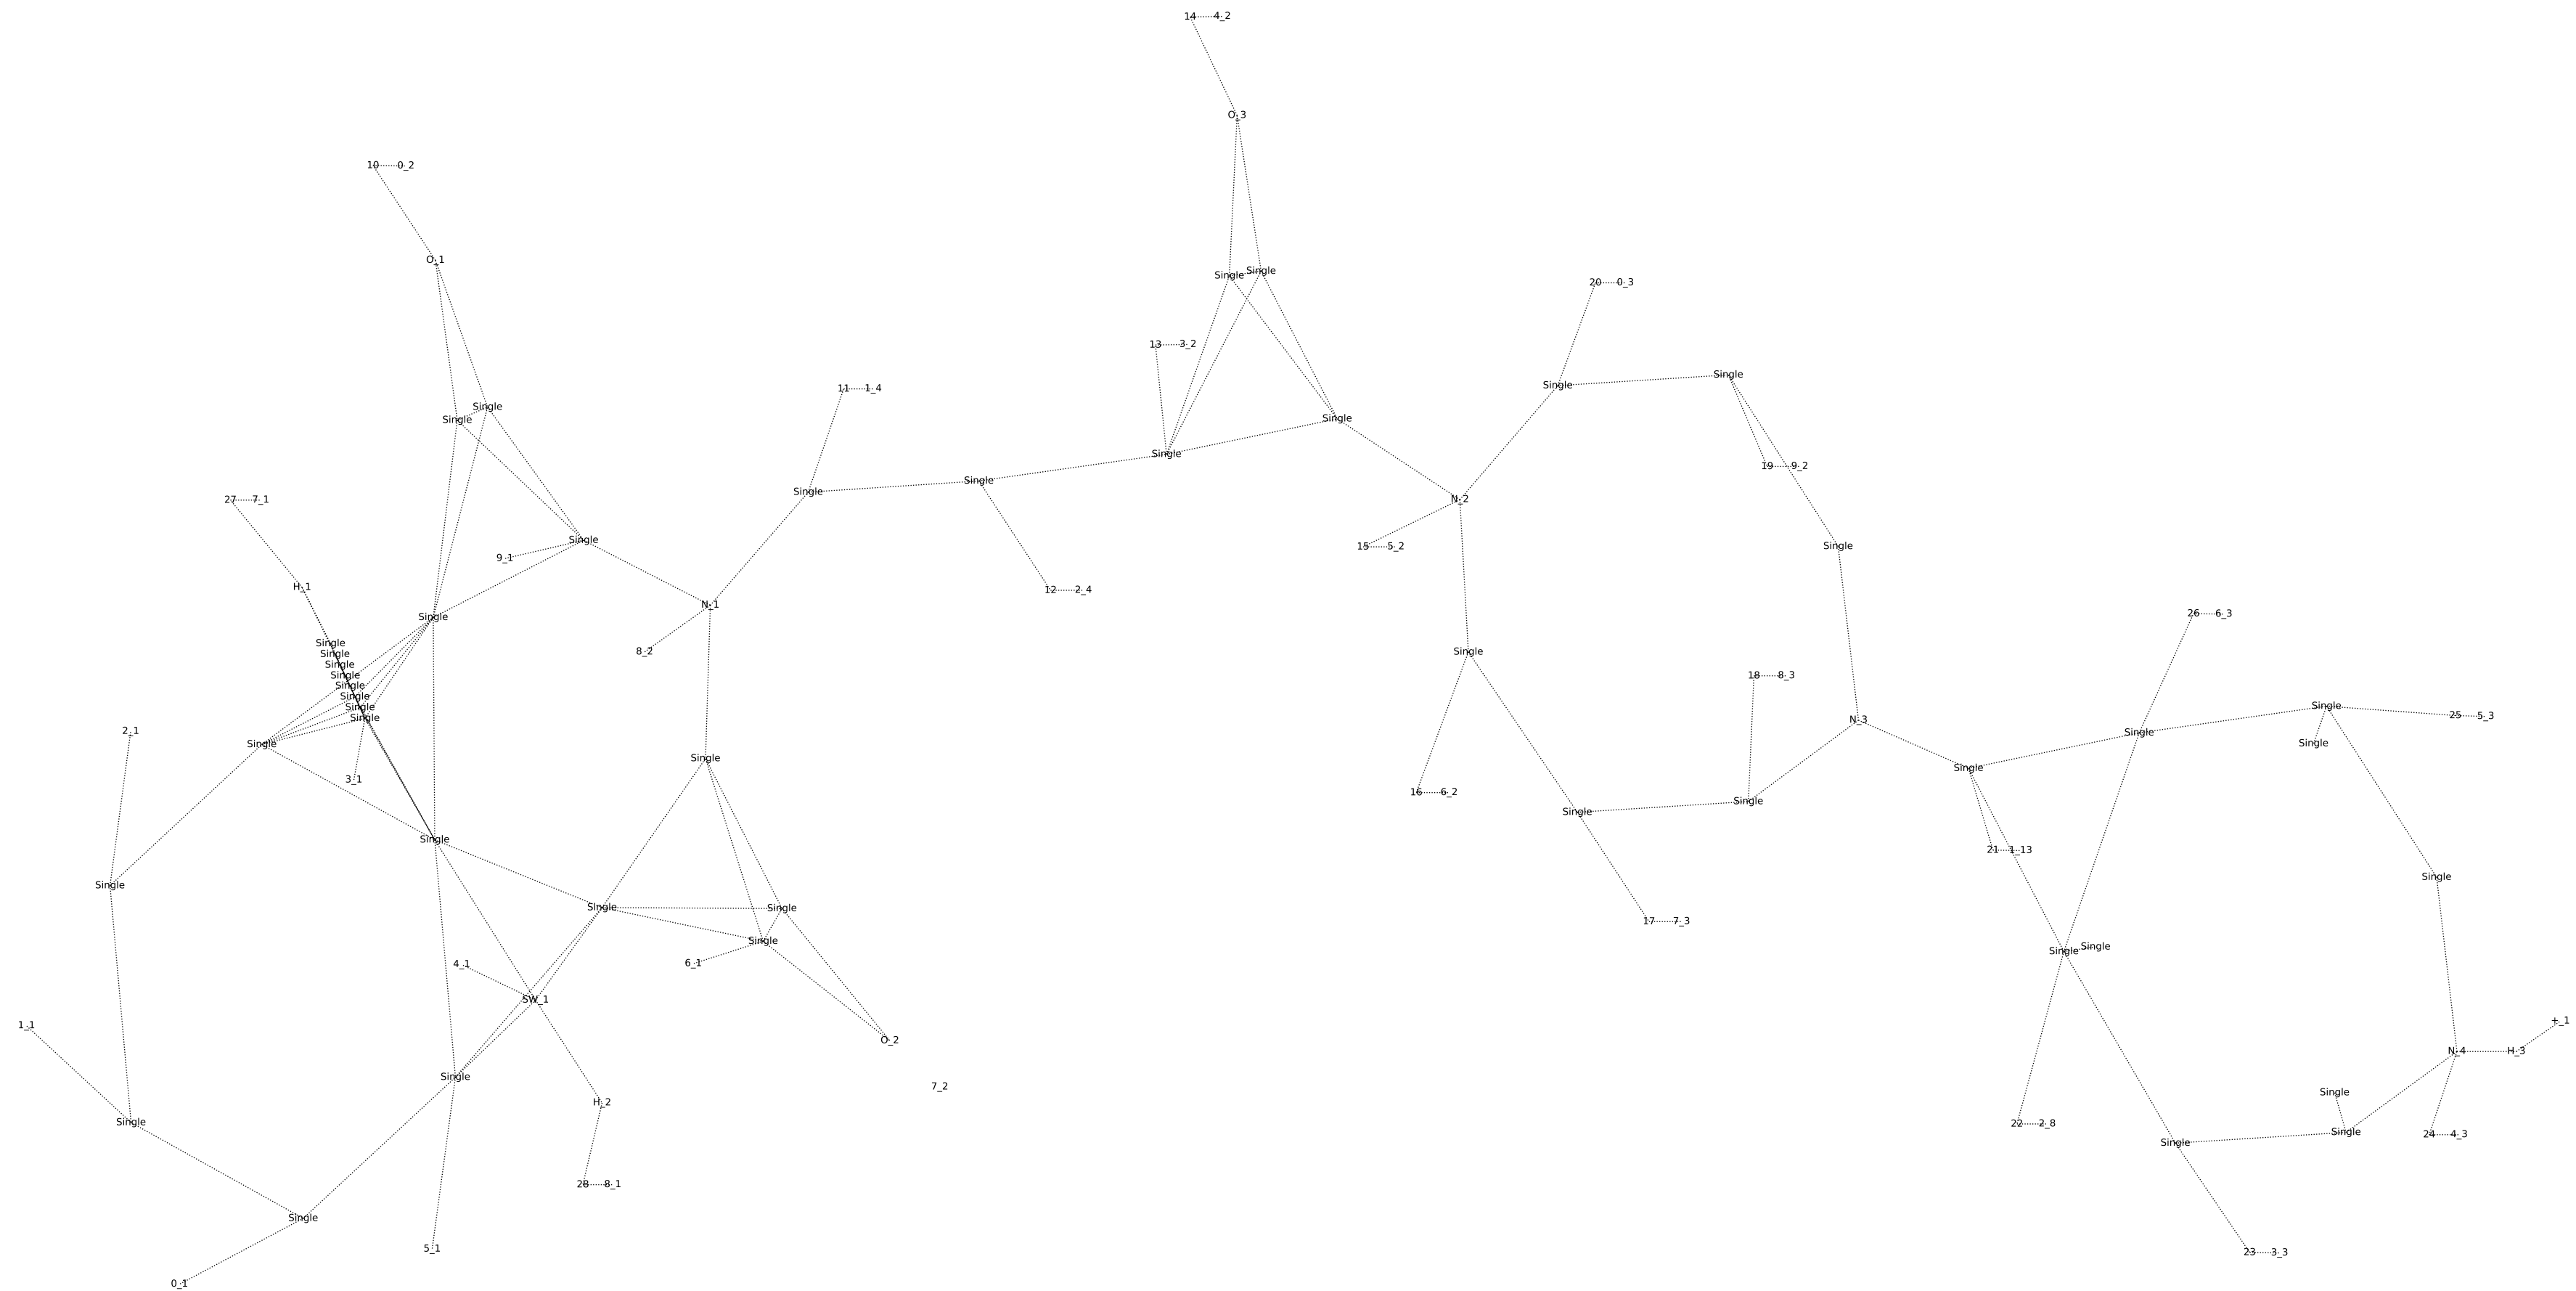 14 4_2
O_3
10 0_2
O_1
Single Single
20 0_3
13 3_2
Single
Single
11 1_4
Single
Single
Single
Single
Single
19 9_2
Single
Single
27 7_1
N_2
Single
9_1
15 5_2
Single
H_1
12 2_4
N_1
26 6_3
Single
Single
8_2
Single
Single
Single
18 8_3
Single
Single
Single
Single
Single
Single
25 5_3
N_3
2_1
Single
Single
Single
Single
Single
3_1
16 6_2
Single
Single
Single
21 1_13
Single
Single
Single
Single
17 7_3
Single
Single
Single
4_1
6_1
SW_1
+_1
1_1
O_2
N_4 H_3
Single
7_2
Single
H_2
Single
22 2_8
Single
24 4_3
Single
28 8_1
Single
5_1
23 3_3
0_1